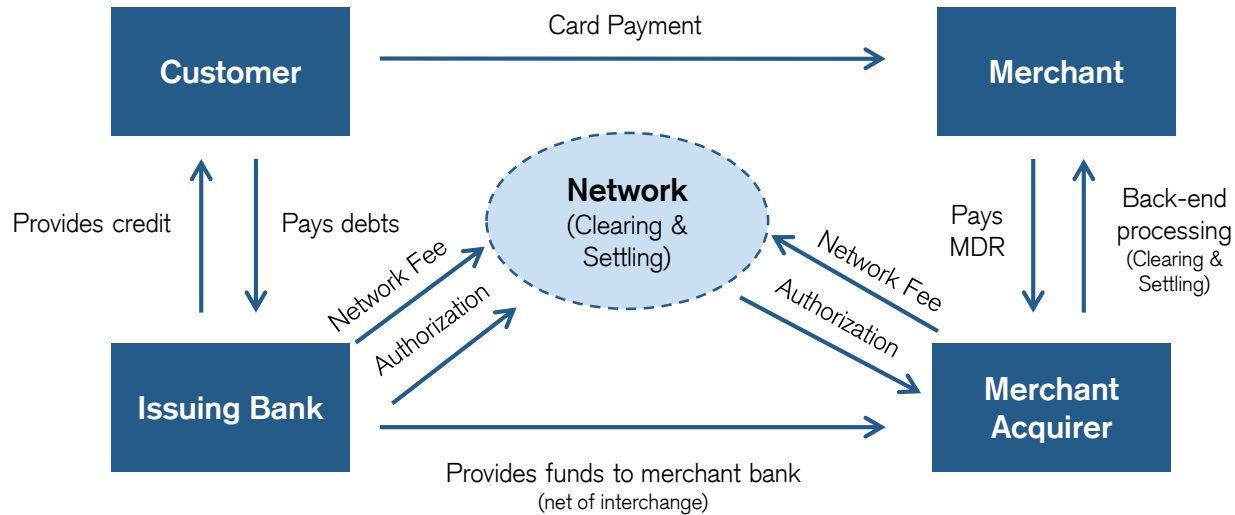 Card Payment
Customer
Merchant
Network
(Clearing &
Settling)
Provides credit
Pays debts
Pays
MDR
Back-end
processing
(Clearing &
Settling)
Network Fee
Authorization
Network Fee
Authorization
Issuing Bank
Merchant
Acquirer
Provides funds to merchant bank
(net of interchange)